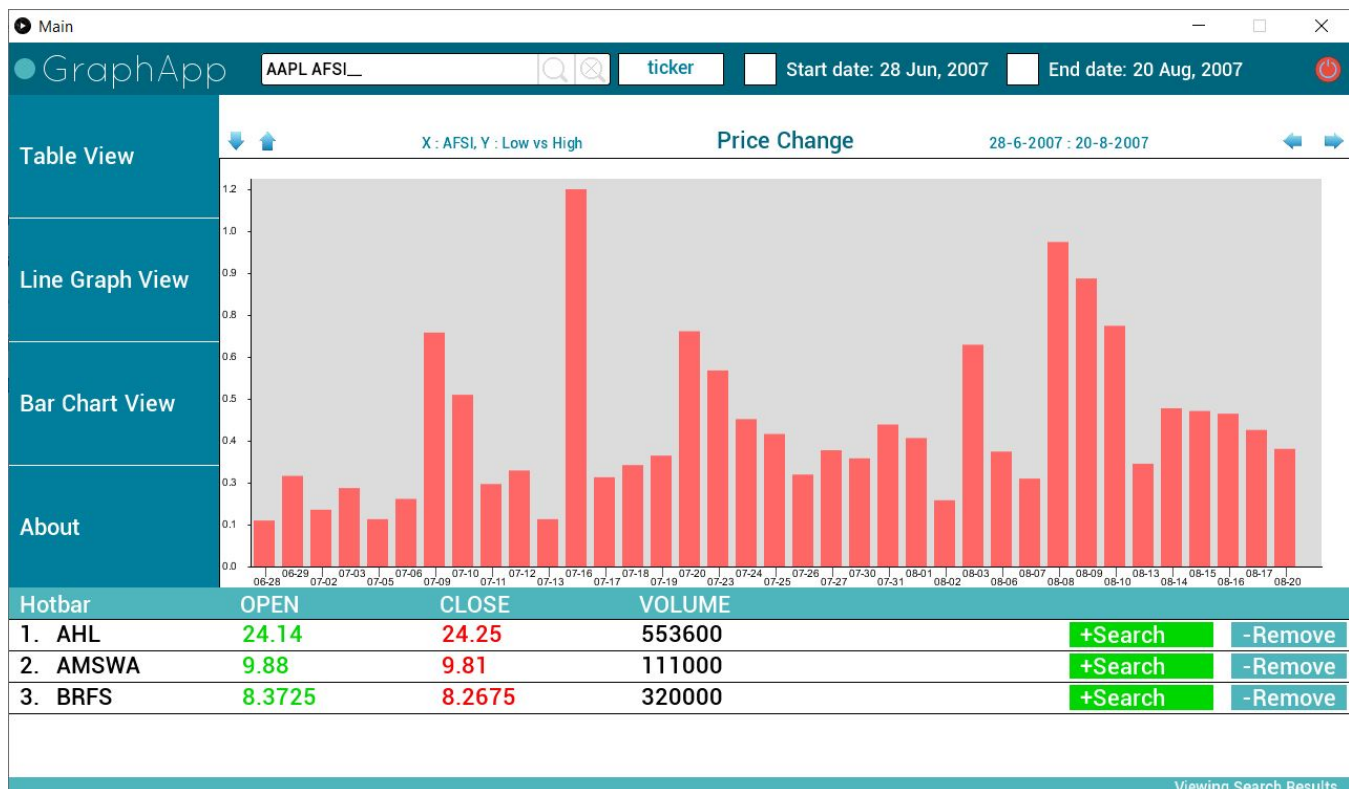 Main
GraphApp AAPL AFSI__ ticker Start date: 28 Jun, 2007 End date: 20 Aug, 2007
Table View
Line Graph View
Bar Chart View
About
X : AFSI, Y : Low vs High Price Change 28-6-2007 : 20-8-2007
1.2
1.0
0.9
0.8
0.6
0.5
0.4
0.3
0.1
0.0
06-28 06-29 07-02 07-03 07-05 07-06 07-09 07-10 07-11 07-12 07-13 07-16 07-17 07-18 07-19 07-20 07-23 07-24 07-25 07-26 07-27 07-30 07-31 08-01 08-02 08-03 08-06 08-07 08-08 08-09 08-10 08-13 08-14 08-15 08-16 08-17 08-20
Hotbar OPEN CLOSE VOLUME
1. AHL 24.14 24.25 553600 +Search -Remove
2. AMSWA 9.88 9.81 111000 +Search -Remove
3. BRFS 8.3725 8.2675 320000 +Search -Remove
Viewing Search Results